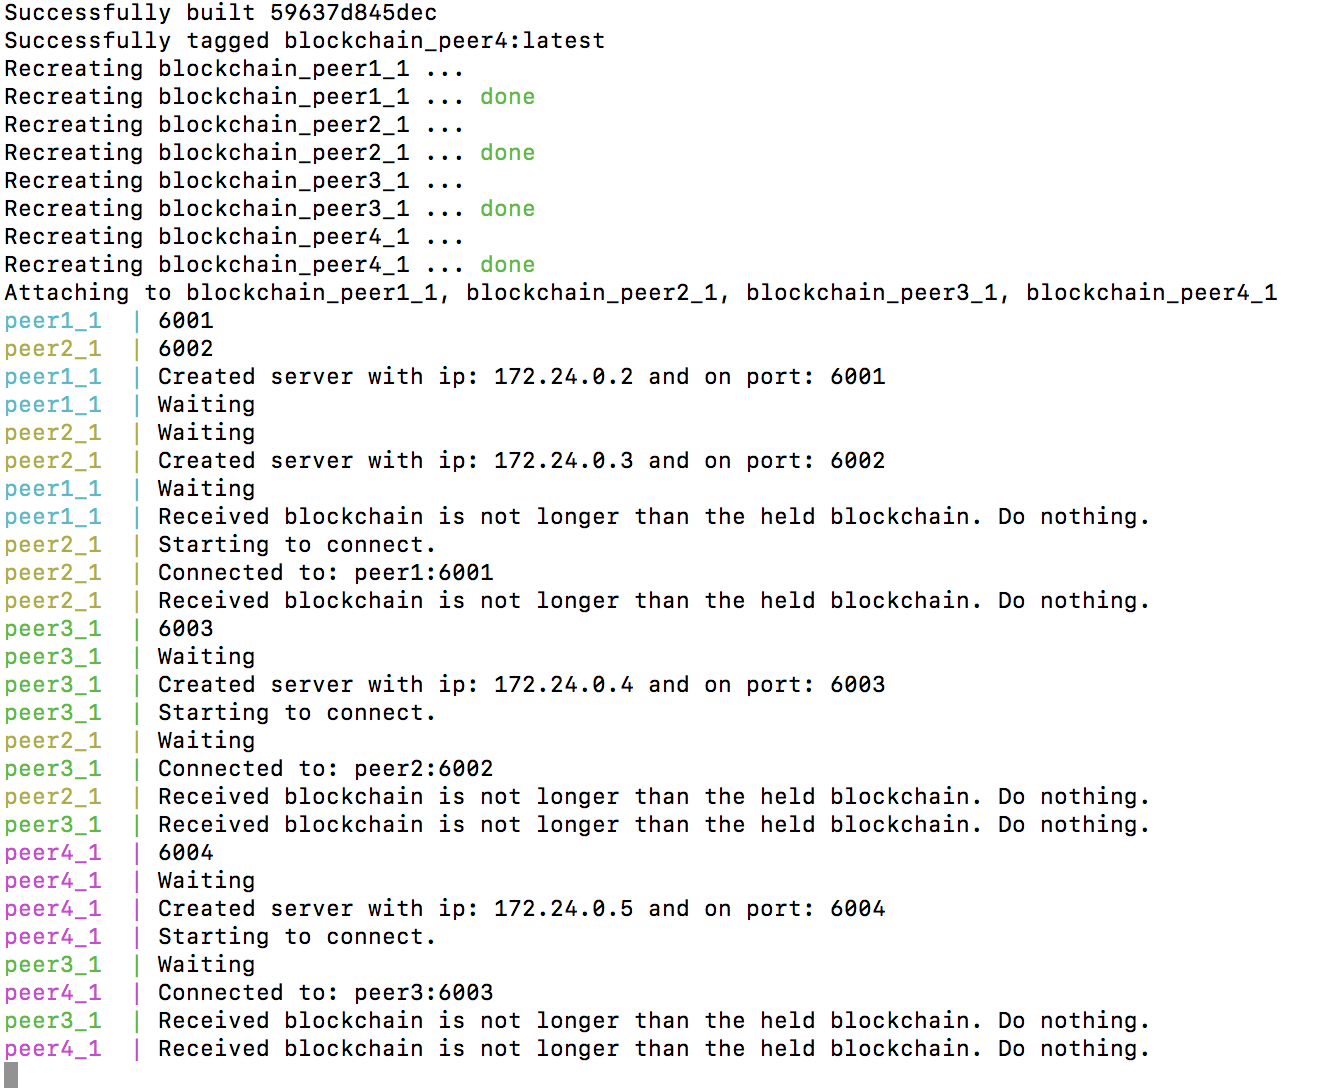 Successfully built 59637d845dec
Successfully tagged blockchain_peer4:latest
Recreating blockchain_peer1_1 ...
Recreating blockchain_peer1_1 ... done
Recreating blockchain_peer2_1 ...
Recreating blockchain_peer2_1 ... done
Recreating blockchain_peer3_1 ...
Recreating blockchain_peer3_1 ... done
Recreating blockchain_peer4_1 ...
Recreating blockchain_peer4_1 ... done
Attaching to blockchain_peer1_1, blockchain_peer2_1, blockchain_peer3_1, blockchain_peer4_1
peer1_1  | 6001
peer2_1  | 6002
peer1_1  | Created server with ip: 172.24.0.2 and on port: 6001
peer1_1  | Waiting
peer2_1  | Waiting
peer2_1  | Created server with ip: 172.24.0.3 and on port: 6002
peer1_1  | Waiting
peer1_1  | Received blockchain is not longer than the held blockchain. Do nothing.
peer2_1  | Starting to connect.
peer2_1  | Connected to: peer1:6001
peer2_1  | Received blockchain is not longer than the held blockchain. Do nothing.
peer3_1  | 6003
peer3_1  | Waiting
peer3_1  | Created server with ip: 172.24.0.4 and on port: 6003
peer3_1  | Starting to connect.
peer2_1  | Waiting
peer3_1  | Connected to: peer2:6002
peer2_1  | Received blockchain is not longer than the held blockchain. Do nothing.
peer3_1  | Received blockchain is not longer than the held blockchain. Do nothing.
peer4_1  | 6004
peer4_1  | Waiting
peer4_1  | Created server with ip: 172.24.0.5 and on port: 6004
peer4_1  | Starting to connect.
peer3_1  | Waiting
peer4_1  | Connected to: peer3:6003
peer3_1  | Received blockchain is not longer than the held blockchain. Do nothing.
peer4_1  | Received blockchain is not longer than the held blockchain. Do nothing.